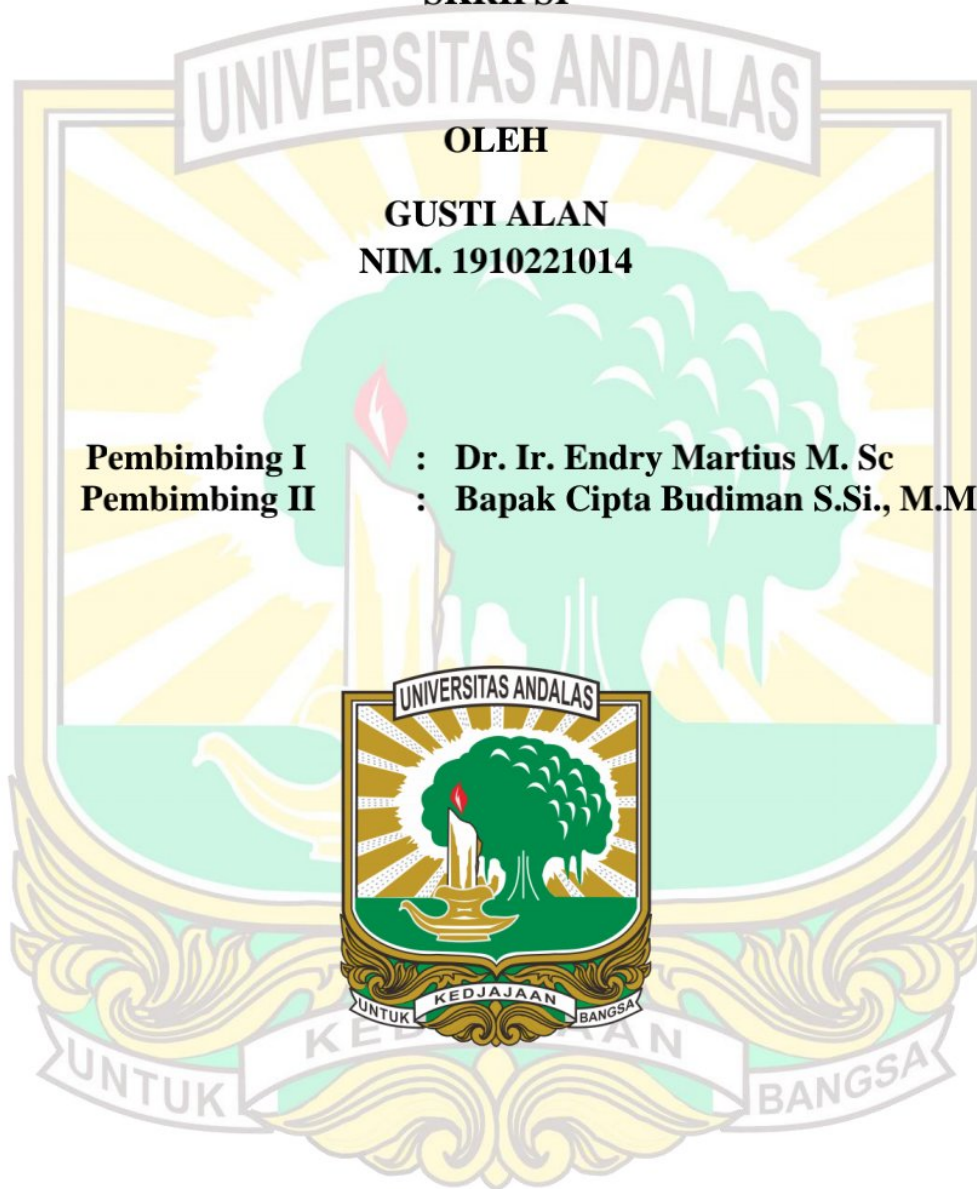 SKRIPSI
UNIVERSITAS ANDALAS
OLEH
GUSTI ALAN
NIM. 1910221014
Pembimbing I : Dr. Ir. Endry Martius M. Sc
Pembimbing II : Bapak Cipta Budiman S.Si., M.M
UNIVERSITAS ANDALAS
UNTUK KEDJAJAAN BANGSA
UNTUK BANGSA